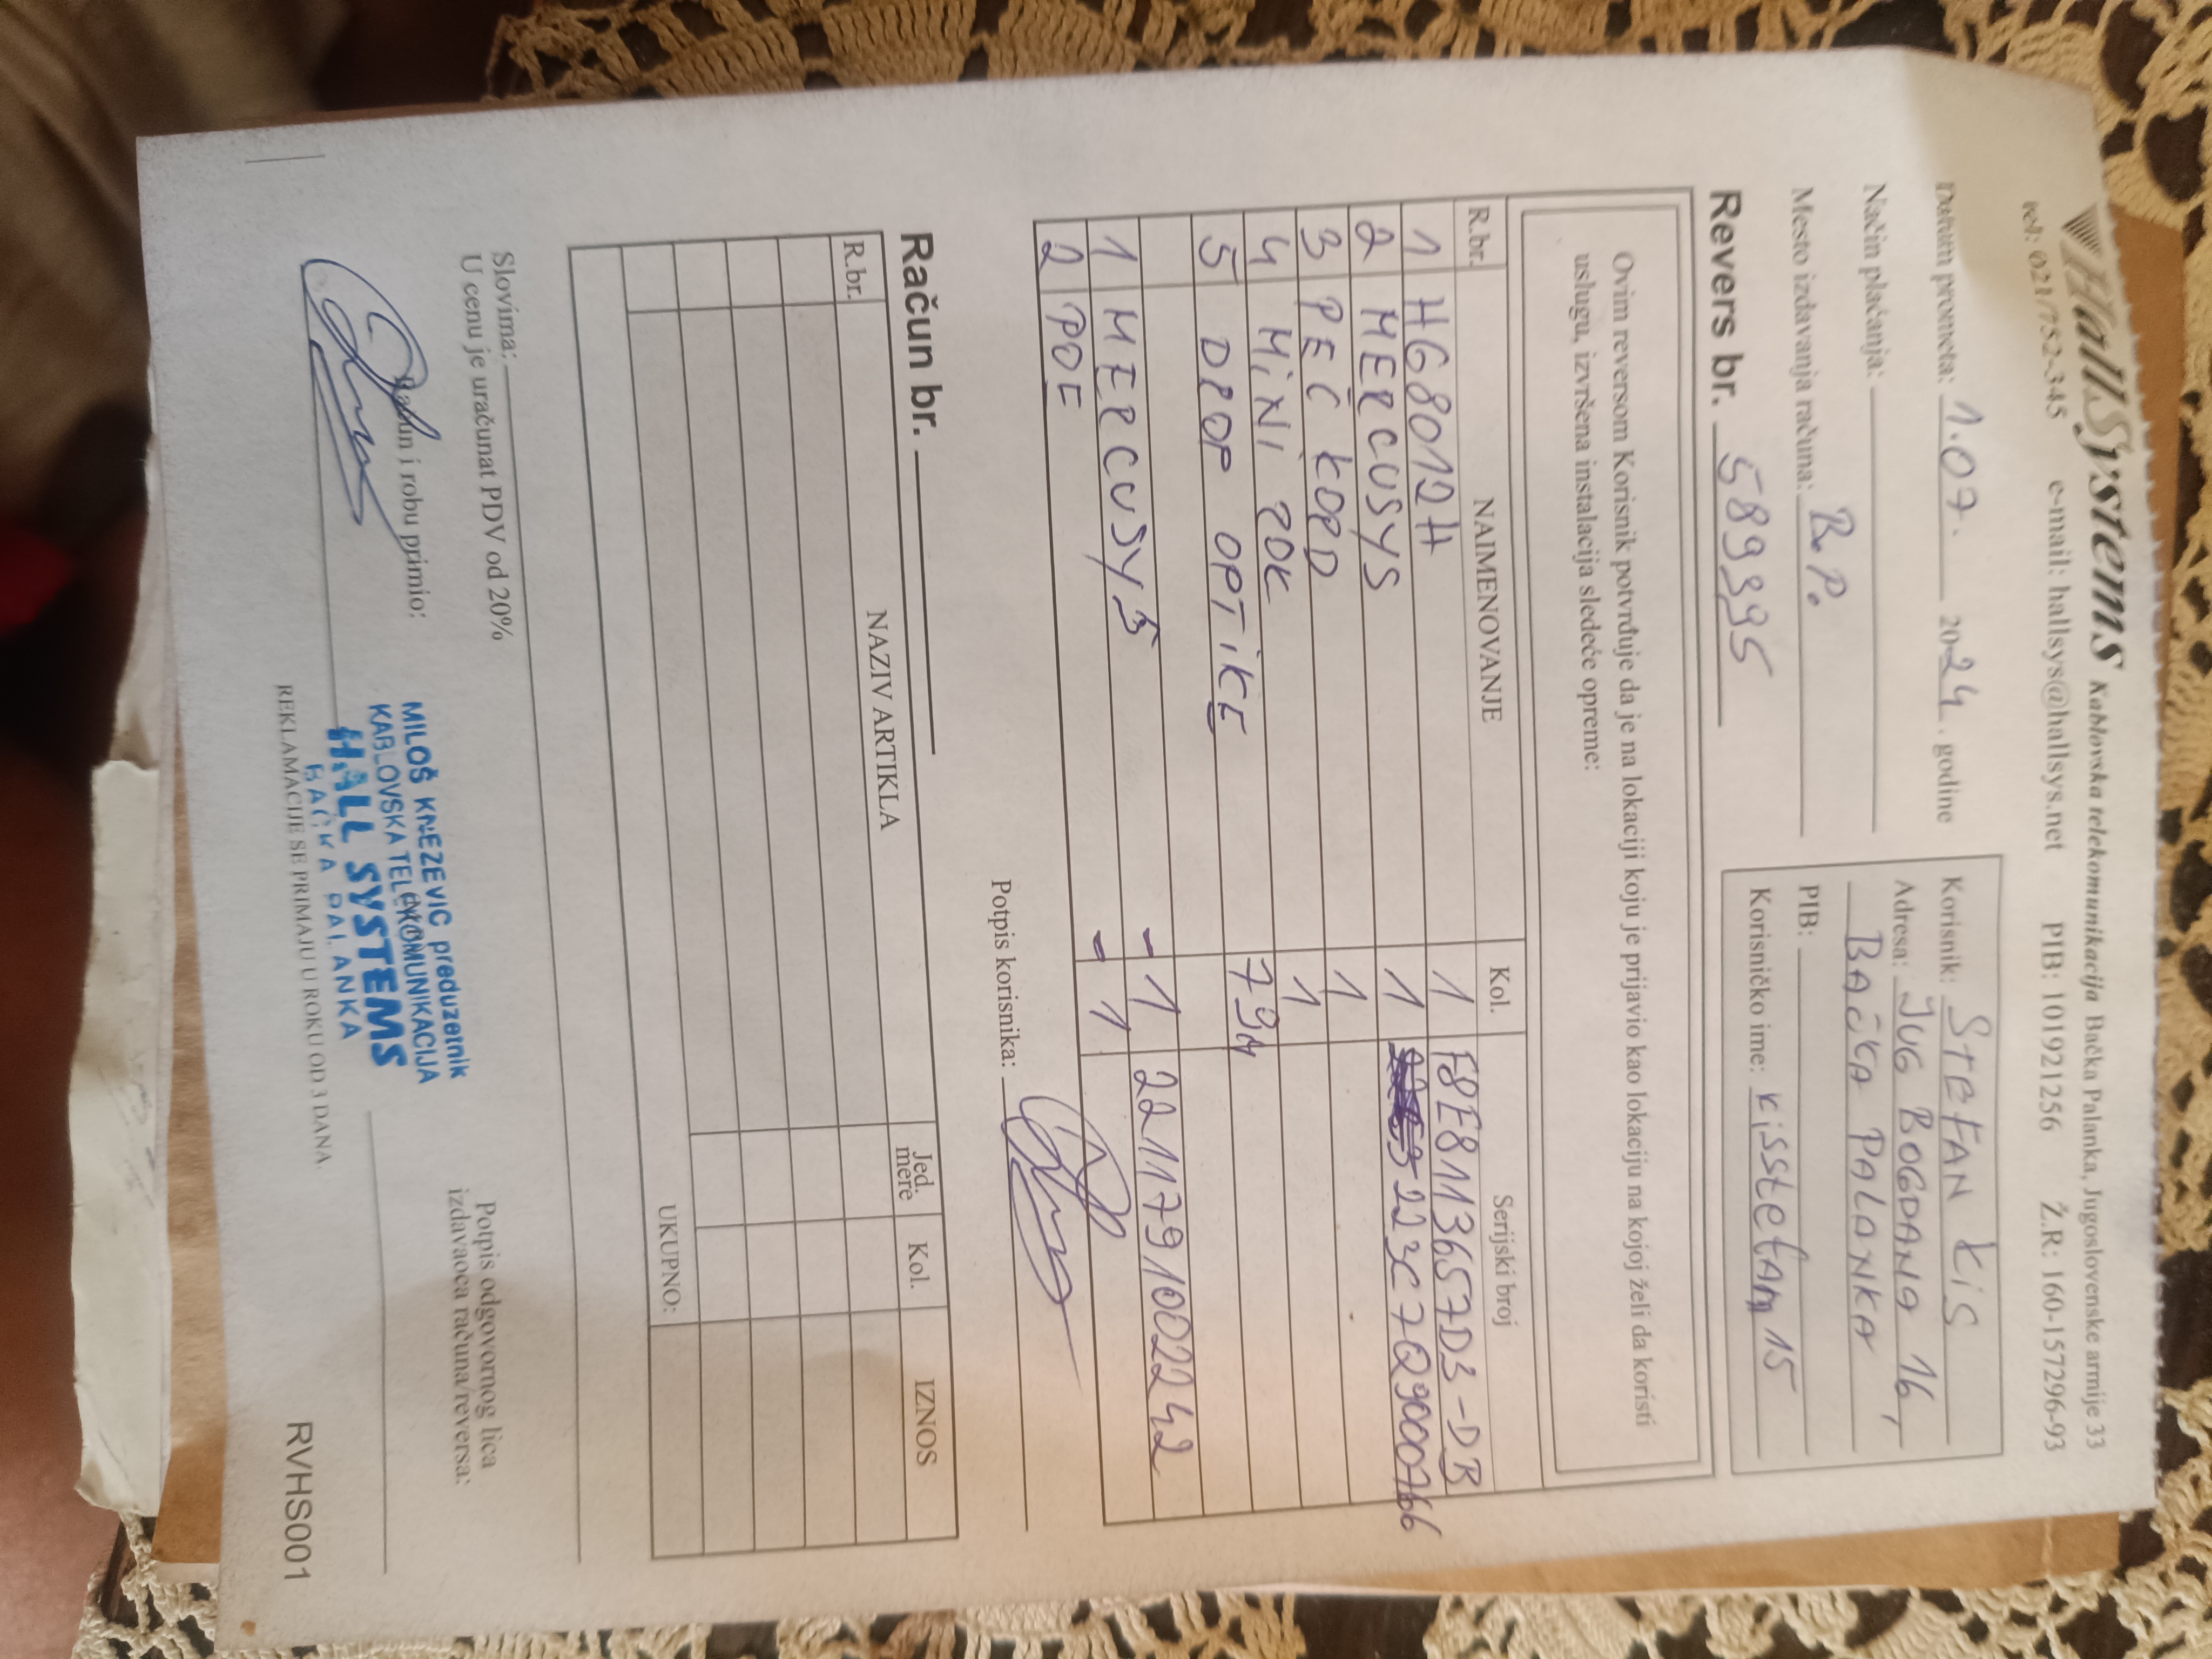 HallSystems Kablovska telekomunikacija Bačka Palanka, Jugoslovenske armije 33
tel: 021/752-345 e-mail: hallsys@hallsys.net PIB: 101921256 Ž.R: 160-157296-93
Datum prometa: 1.07. 2024. godine
Način plaćanja:
Mesto izdavanja računa: B.P.
Korisnik: STEFAN KIS
Adresa: JUG BOGDANA 16,
BAČKA PALANKA
PIB:
Korisničko ime: kisstefan15
Revers br. 589395
Ovim reversom Korisnik potvrđuje da je na lokaciji koju je prijavio kao lokaciju na kojoj želi da koristi
uslugu, izvršena instalacija sledeće opreme:
R.br. NAIMENOVANJE Kol. Serijski broj
1 HG8012H 1 F8E8113657D3-DB
2 MERCUSYS 1 223C7Q9000766
3 PEČ KORD 1
4 MiNi ROK 1
5 DROP OPTiKE 79M
1 MERCUSYS - 1 2211791002242
2 POE - 1
Potpis korisnika:
Račun br.
R.br. NAZIV ARTIKLA Jed. mere Kol. IZNOS
UKUPNO:
Slovima:
U cenu je uračunat PDV od 20%
Račun i robu primio:
Potpis odgovornog lica
izdavaoca računa/reversa:
MILOŠ KNEZEVIĆ preduzetnik
KABLOVSKA TELEKOMUNIKACIJA
HALL SYSTEMS
BAČKA PALANKA
REKLAMACIJE SE PRIMAJU U ROKU OD 3 DANA
RVHS001